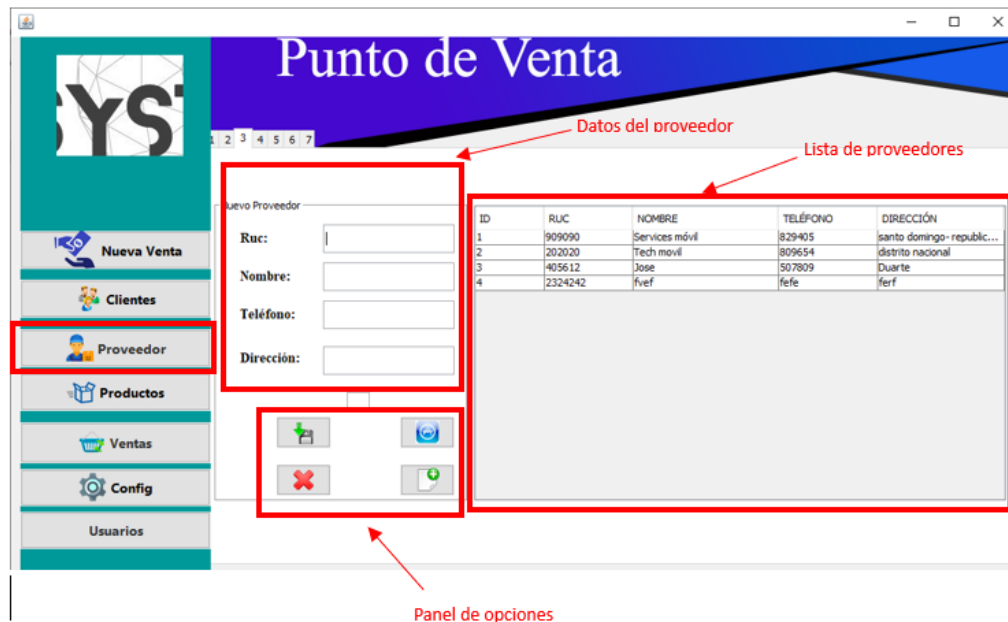 Punto de Venta
SYS
1 2 3 4 5 6 7
Datos del proveedor
Lista de proveedores
Nuevo Proveedor
Ruc:
Nombre:
Teléfono:
Dirección:
Nueva Venta
Clientes
Proveedor
Productos
Ventas
Config
Usuarios
ID RUC NOMBRE TELÉFONO DIRECCIÓN
1 909090 Services móvil 829405 santo domingo- republic...
2 202020 Tech movil 809654 distrito nacional
3 405612 Jose 507809 Duarte
4 2324242 fvef fefe ferf
Panel de opciones